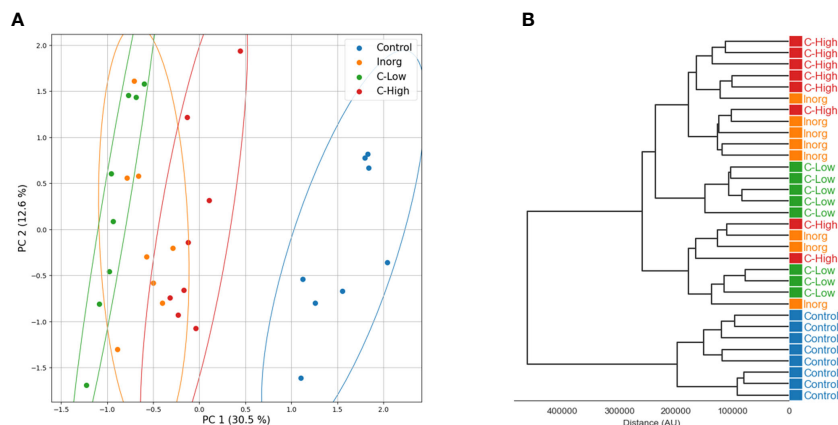 A
Control
Inorg
C-Low
C-High
2.0
1.5
1.0
0.5
0.0
−0.5
−1.0
−1.5
PC 2 (12.6 %)
−1.5
−1.0
−0.5
0.0
0.5
1.0
1.5
2.0
PC 1 (30.5 %)
B
C-High
C-High
C-High
C-High
C-High
Inorg
C-High
Inorg
Inorg
Inorg
Inorg
C-Low
C-Low
C-Low
C-Low
C-Low
C-High
Inorg
Inorg
C-High
C-Low
C-Low
C-Low
Inorg
Control
Control
Control
Control
Control
Control
Control
Control
400000
300000
200000
100000
0
Distance (AU)